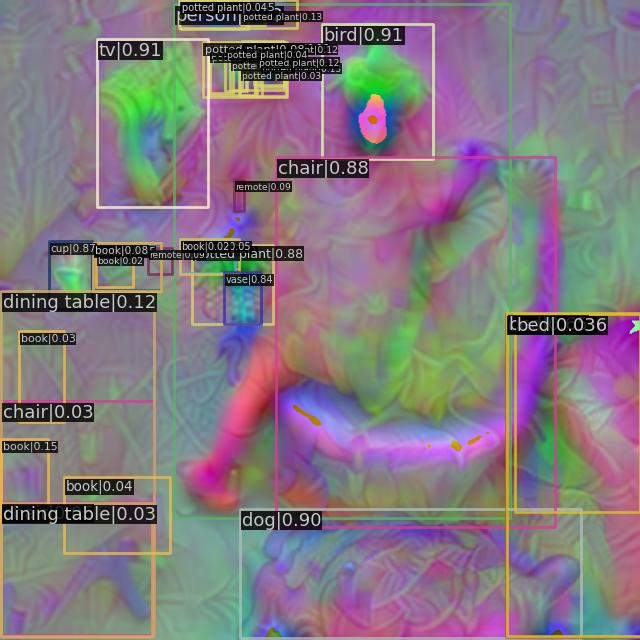 potted plant|0.045
potted plant|0.13
person
bird|0.91
tv|0.91
potted plant|0.04
potted plant|0.12
potted plant|0.03
chair|0.88
remote|0.09
cup|0.87
book|0.08
book|0.02
remote|0.09
potted plant|0.88
vase|0.84
dining table|0.12
bed|0.036
book|0.03
chair|0.03
book|0.15
book|0.04
dining table|0.03
dog|0.90